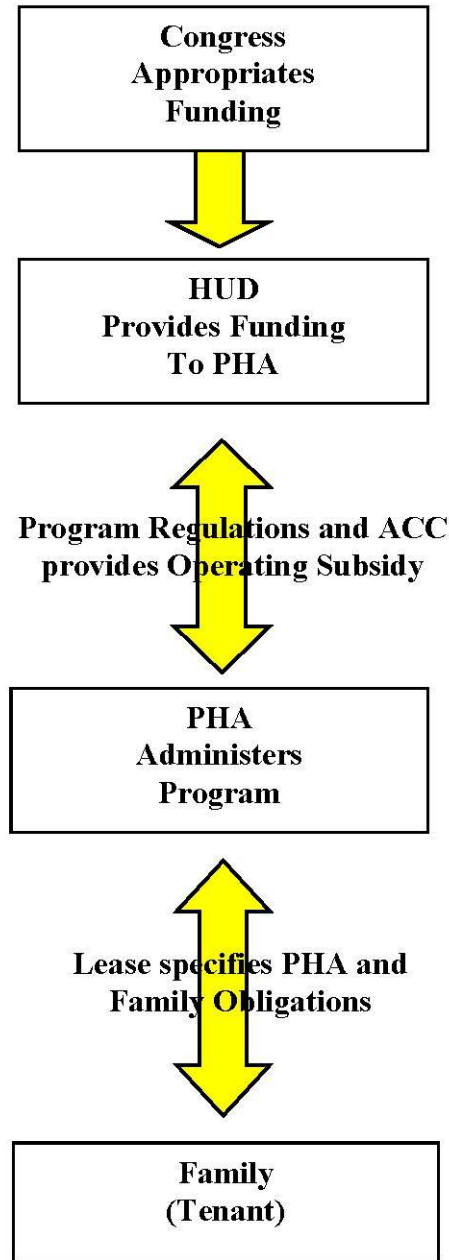 Congress
Appropriates
Funding
HUD
Provides Funding
To PHA
Program Regulations and ACC
provides Operating Subsidy
PHA
Administers
Program
Lease specifies PHA and
Family Obligations
Family
(Tenant)